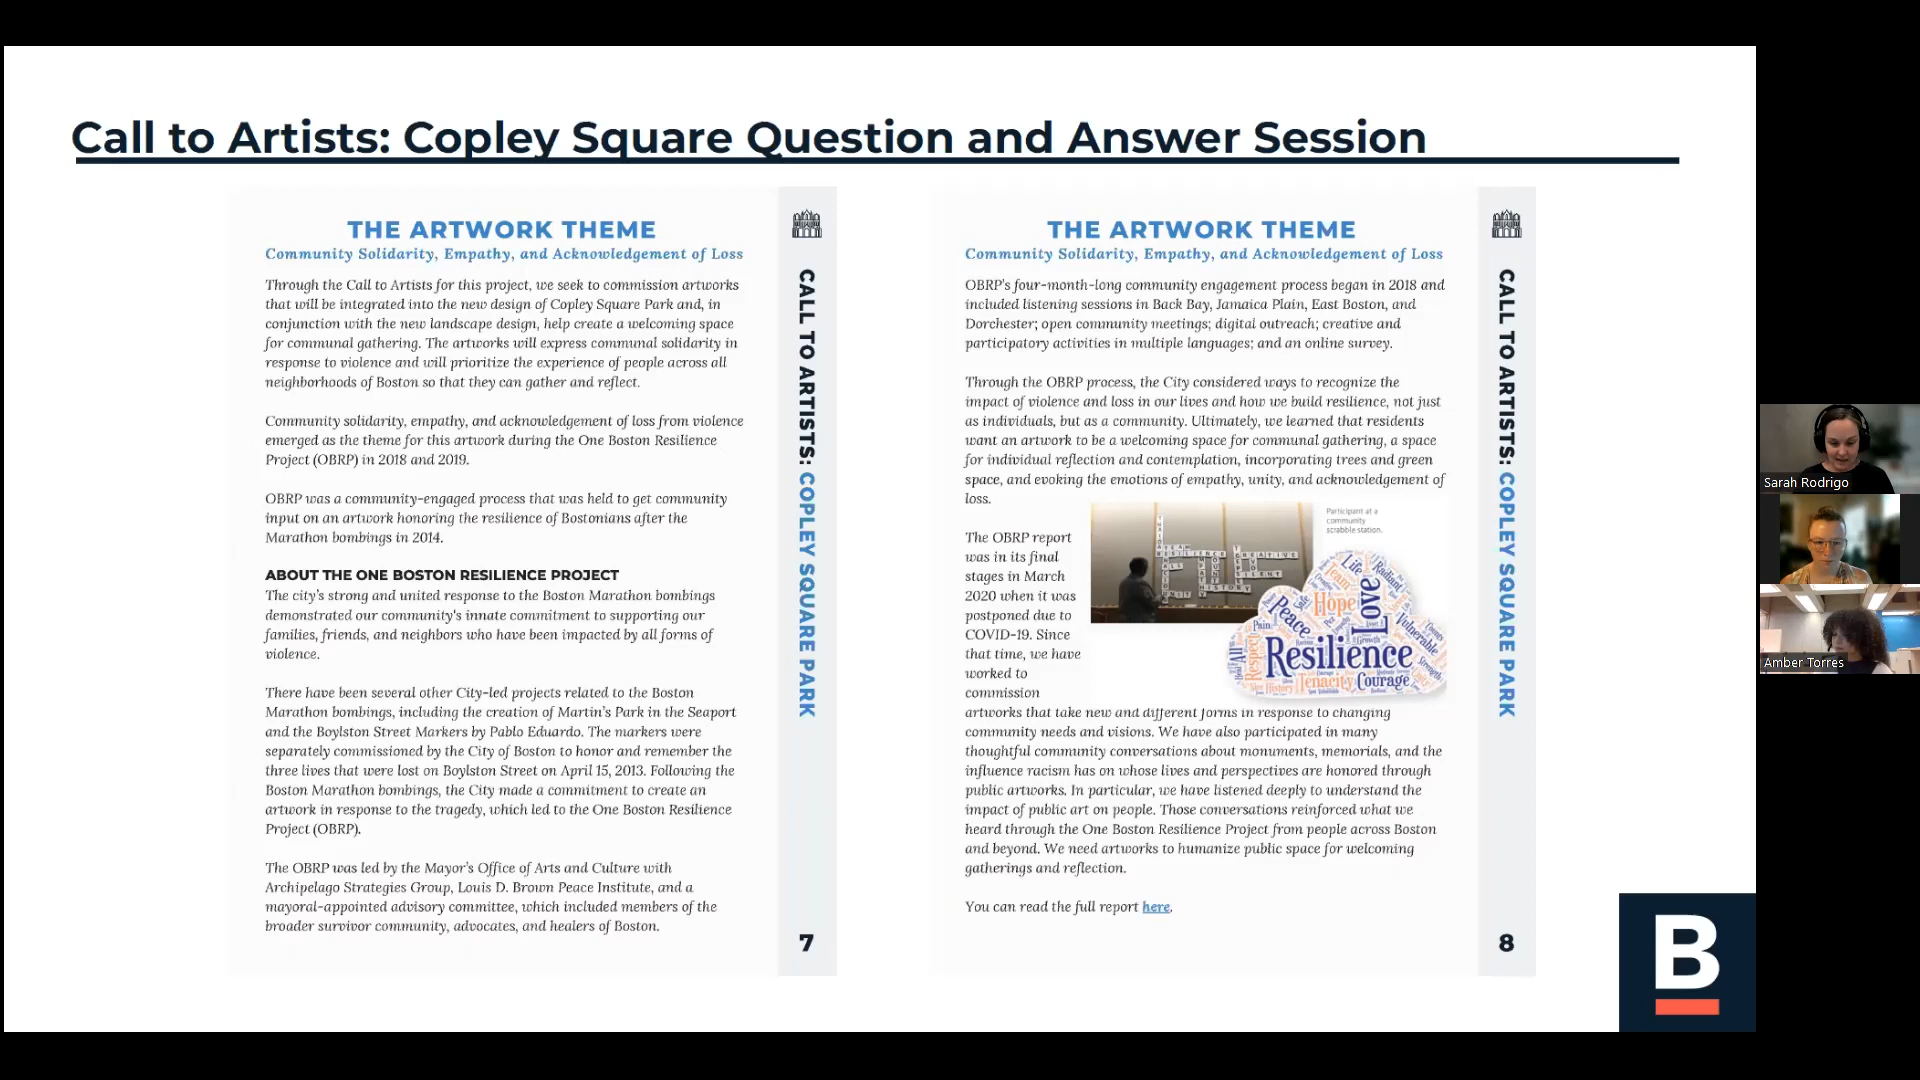 Call to Artists: Copley Square Question and Answer Session
THE ARTWORK THEME
Community Solidarity, Empathy, and Acknowledgement of Loss
Through the Call to Artists for this project, we seek to commission artworks
that will be integrated into the new design of Copley Square Park and, in
conjunction with the new landscape design, help create a welcoming space
for communal gathering. The artworks will express communal solidarity in
response to violence and will prioritize the experience of people across all
neighborhoods of Boston so that they can gather and reflect.
Community solidarity, empathy, and acknowledgement of loss from violence
emerged as the theme for this artwork during the One Boston Resilience
Project (OBRP) in 2018 and 2019.
OBRP was a community-engaged process that was held to get community
input on an artwork honoring the resilience of Bostonians after the
Marathon bombings in 2014.
ABOUT THE ONE BOSTON RESILIENCE PROJECT
The city's strong and united response to the Boston Marathon bombings
demonstrated our community's innate commitment to supporting our
families, friends, and neighbors who have been impacted by all forms of
violence.
There have been several other City-led projects related to the Boston
Marathon bombings, including the creation of Martin's Park in the Seaport
and the Boylston Street Markers by Pablo Eduardo. The markers were
separately commissioned by the City of Boston to honor and remember the
three lives that were lost on Boylston Street on April 15, 2013. Following the
Boston Marathon bombings, the City made a commitment to create an
artwork in response to the tragedy, which led to the One Boston Resilience
Project (OBRP).
The OBRP was led by the Mayor's Office of Arts and Culture with
Archipelago Strategies Group, Louis D. Brown Peace Institute, and a
mayoral-appointed advisory committee, which included members of the
broader survivor community, advocates, and healers of Boston.
CALL TO ARTISTS: COPLEY SQUARE PARK
7
THE ARTWORK THEME
Community Solidarity, Empathy, and Acknowledgement of Loss
OBRP's four-month-long community engagement process began in 2018 and
included listening sessions in Back Bay, Jamaica Plain, East Boston, and
Dorchester; open community meetings; digital outreach; creative and
participatory activities in multiple languages; and an online survey.
Through the OBRP process, the City considered ways to recognize the
impact of violence and loss in our lives and how we build resilience, not just
as individuals, but as a community. Ultimately, we learned that residents
want an artwork to be a welcoming space for communal gathering, a space
for individual reflection and contemplation, incorporating trees and green
space, and evoking the emotions of empathy, unity, and acknowledgement of
loss.
The OBRP report
was in its final
stages in March
2020 when it was
postponed due to
COVID-19. Since
that time, we have
worked to
commission
artworks that take new and different forms in response to changing
community needs and visions. We have also participated in many
thoughtful community conversations about monuments, memorials, and the
influence racism has on whose lives and perspectives are honored through
public artworks. In particular, we have listened deeply to understand the
impact of public art on people. Those conversations reinforced what we
heard through the One Boston Resilience Project from people across Boston
and beyond. We need artworks to humanize public space for welcoming
gatherings and reflection.
You can read the full report here.
Participant at a
community
scrabble station.
RESILIENCE
CREATIVE
HISTORY
Life
Radiant
Team
Safe
Hope
Love
Peace
Pain
Vulnerable
Growth
Respect
Resilience
Strength
All
History
Tenacity
Courage
CALL TO ARTISTS: COPLEY SQUARE PARK
8
B
Sarah Rodrigo
Amber Torres